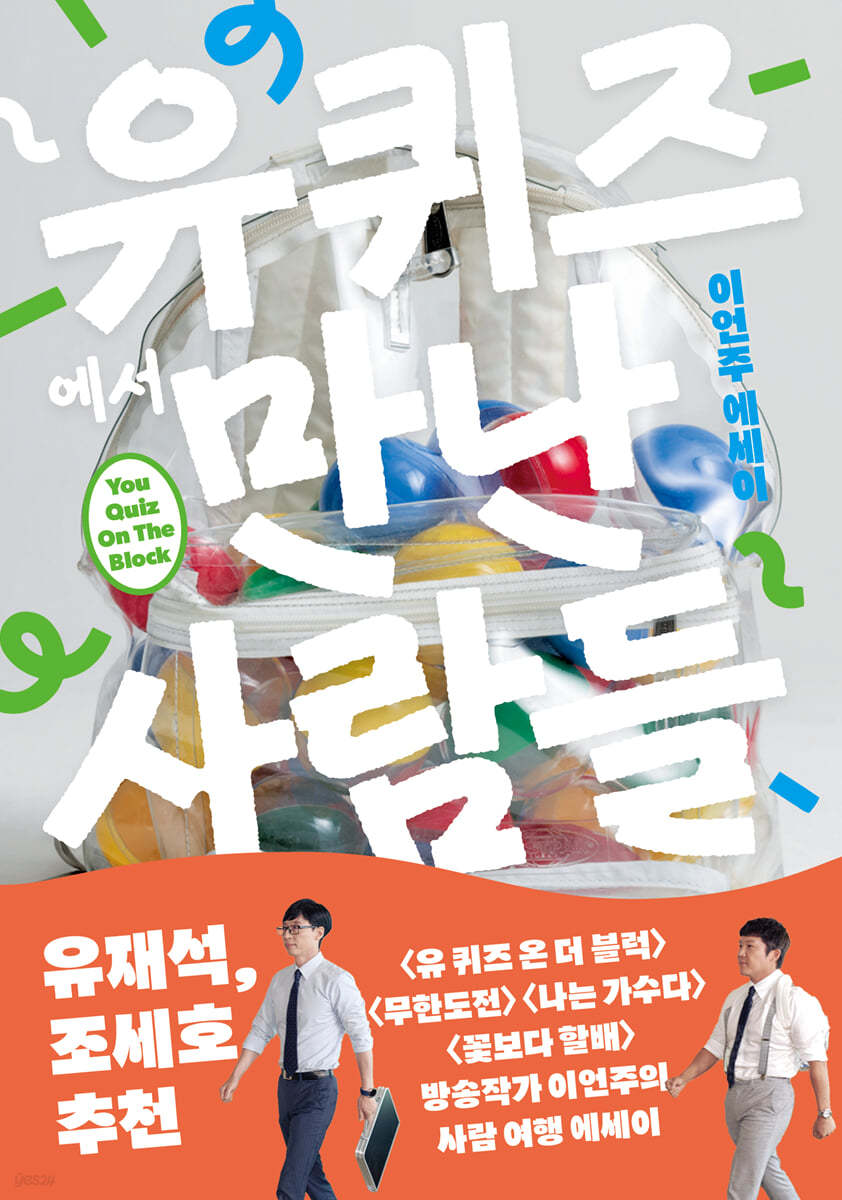 유퀴즈
에서 만난
사람들
이언주 에세이
You
Quiz
On The
Block
유재석,
조세호
추천
〈유 퀴즈 온 더 블럭〉
〈무한도전〉 〈나는 가수다〉
〈꽃보다 할배〉
방송작가 이언주의
사람 여행 에세이
yes24